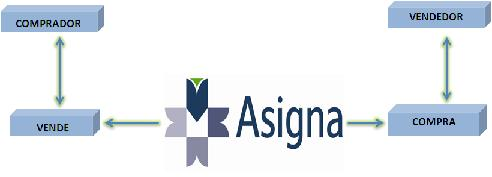 COMPRADOR
VENDEDOR
VENDE
Asigna
COMPRA